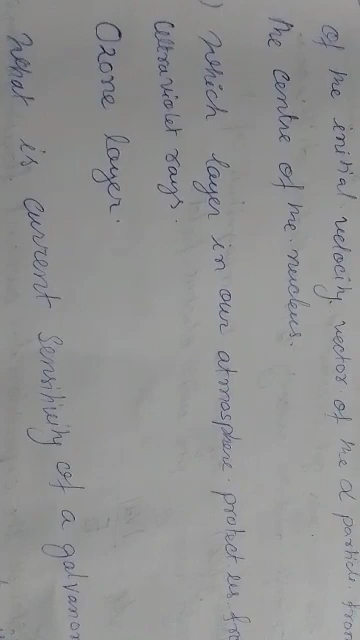 of the initial velocity vector of the α particle from
the centre of the nucleus.
) which layer in our atmosphere protect us from
ultraviolet rays.
Ozone layer.
what is current sensitivity of a galvanom